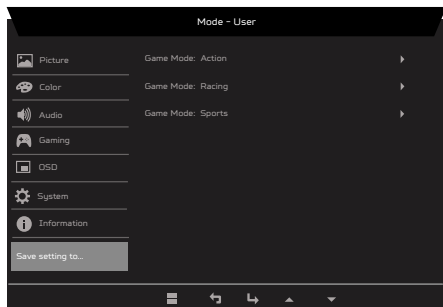 Mode - User
Picture
Game Mode: Action
Color
Game Mode: Racing
Audio
Game Mode: Sports
Gaming
OSD
System
Information
Save setting to...